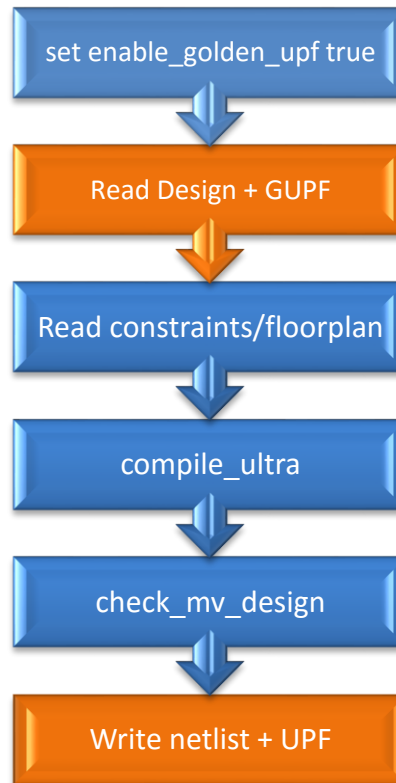 set enable_golden_upf true
Read Design + GUPF
Read constraints/floorplan
compile_ultra
check_mv_design
Write netlist + UPF